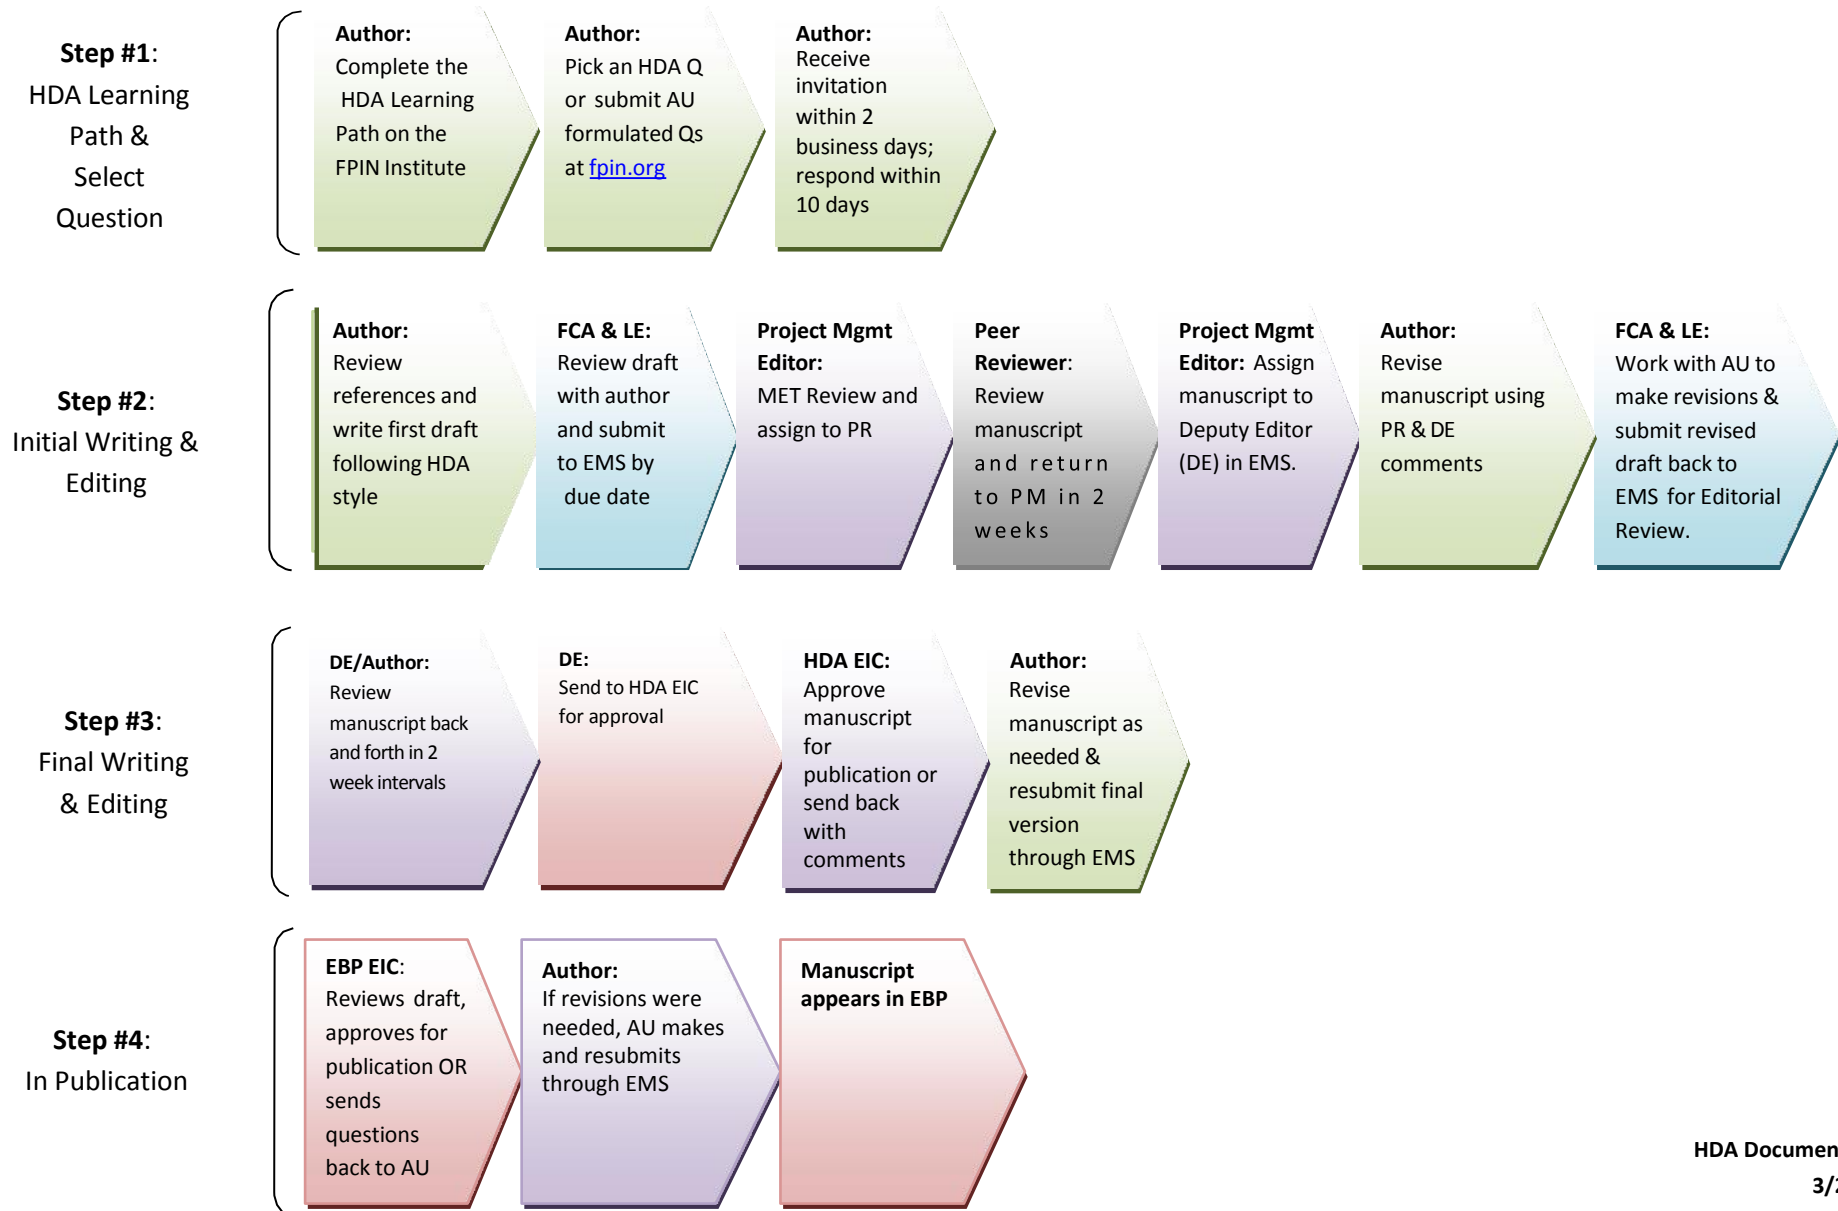 Step #1:
HDA Learning
Path &
Select
Question
Author:
Complete the
HDA Learning
Path on the
FPIN Institute
Author:
Pick an HDA Q
or submit AU
formulated Qs
at fpin.org
Author:
Receive
invitation
within 2
business days;
respond within
10 days
Step #2:
Initial Writing &
Editing
Author:
Review
references and
write first draft
following HDA
style
FCA & LE:
Review draft
with author
and submit
to EMS by
due date
Project Mgmt
Editor:
MET Review and
assign to PR
Peer
Reviewer:
Review
manuscript
and return
to PM in 2
weeks
Project Mgmt
Editor: Assign
manuscript to
Deputy Editor
(DE) in EMS.
Author:
Revise
manuscript using
PR & DE
comments
FCA & LE:
Work with AU to
make revisions &
submit revised
draft back to
EMS for Editorial
Review.
Step #3:
Final Writing
& Editing
DE/Author:
Review
manuscript back
and forth in 2
week intervals
DE:
Send to HDA EIC
for approval
HDA EIC:
Approve
manuscript
for
publication or
send back
with
comments
Author:
Revise
manuscript as
needed &
resubmit final
version
through EMS
Step #4:
In Publication
EBP EIC:
Reviews draft,
approves for
publication OR
sends
questions
back to AU
Author:
If revisions were
needed, AU makes
and resubmits
through EMS
Manuscript
appears in EBP
HDA